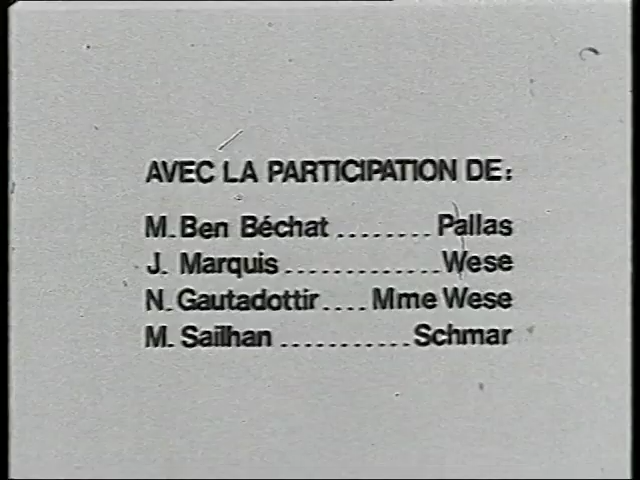 AVEC LA PARTICIPATION DE:
M. Ben Béchat ........ Pallas
J. Marquis ............. Wese
N. Gautadottir .... Mme Wese
M. Sailhan ........... Schmar